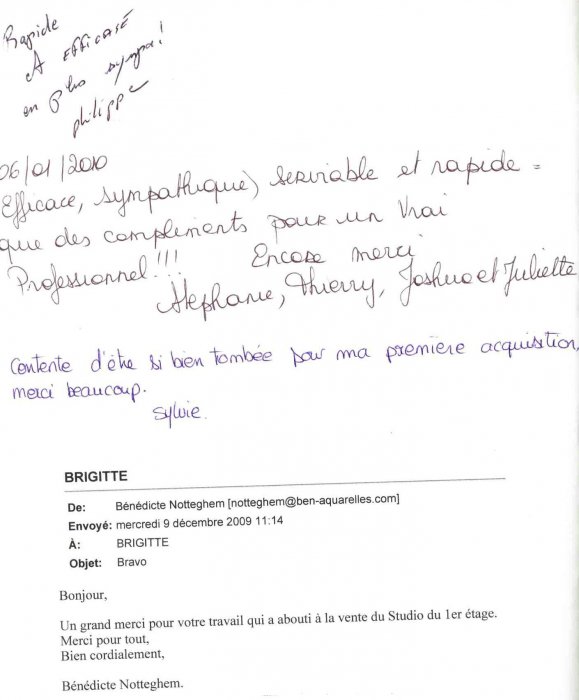 Rapide
A EFFICASÉ
en Plus sympa!
philippe
06/01/2010
Efficace, sympathique, serviable et rapide =
que des compliments pour un Vrai
Professionnel!!! Encore merci
Stephanie, Thierry, Joshua et Juliette
Contente d'être si bien tombée pour ma première acquisition,
merci beaucoup.
Sylvie.
BRIGITTE
De: Bénédicte Notteghem [notteghem@ben-aquarelles.com]
Envoyé: mercredi 9 décembre 2009 11:14
À: BRIGITTE
Objet: Bravo
Bonjour,
Un grand merci pour votre travail qui a abouti à la vente du Studio du 1er étage.
Merci pour tout,
Bien cordialement,
Bénédicte Notteghem.